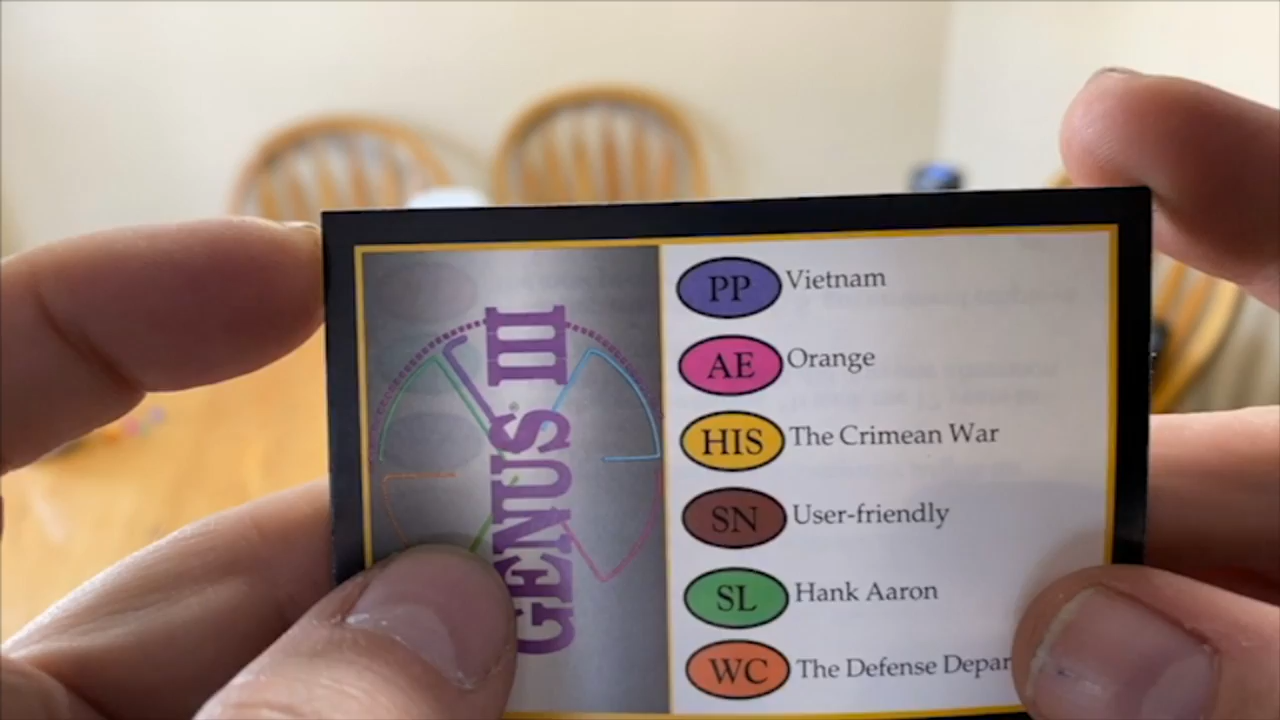 GENUS III
PP Vietnam
AE Orange
HIS The Crimean War
SN User-friendly
SL Hank Aaron
WC The Defense Depar